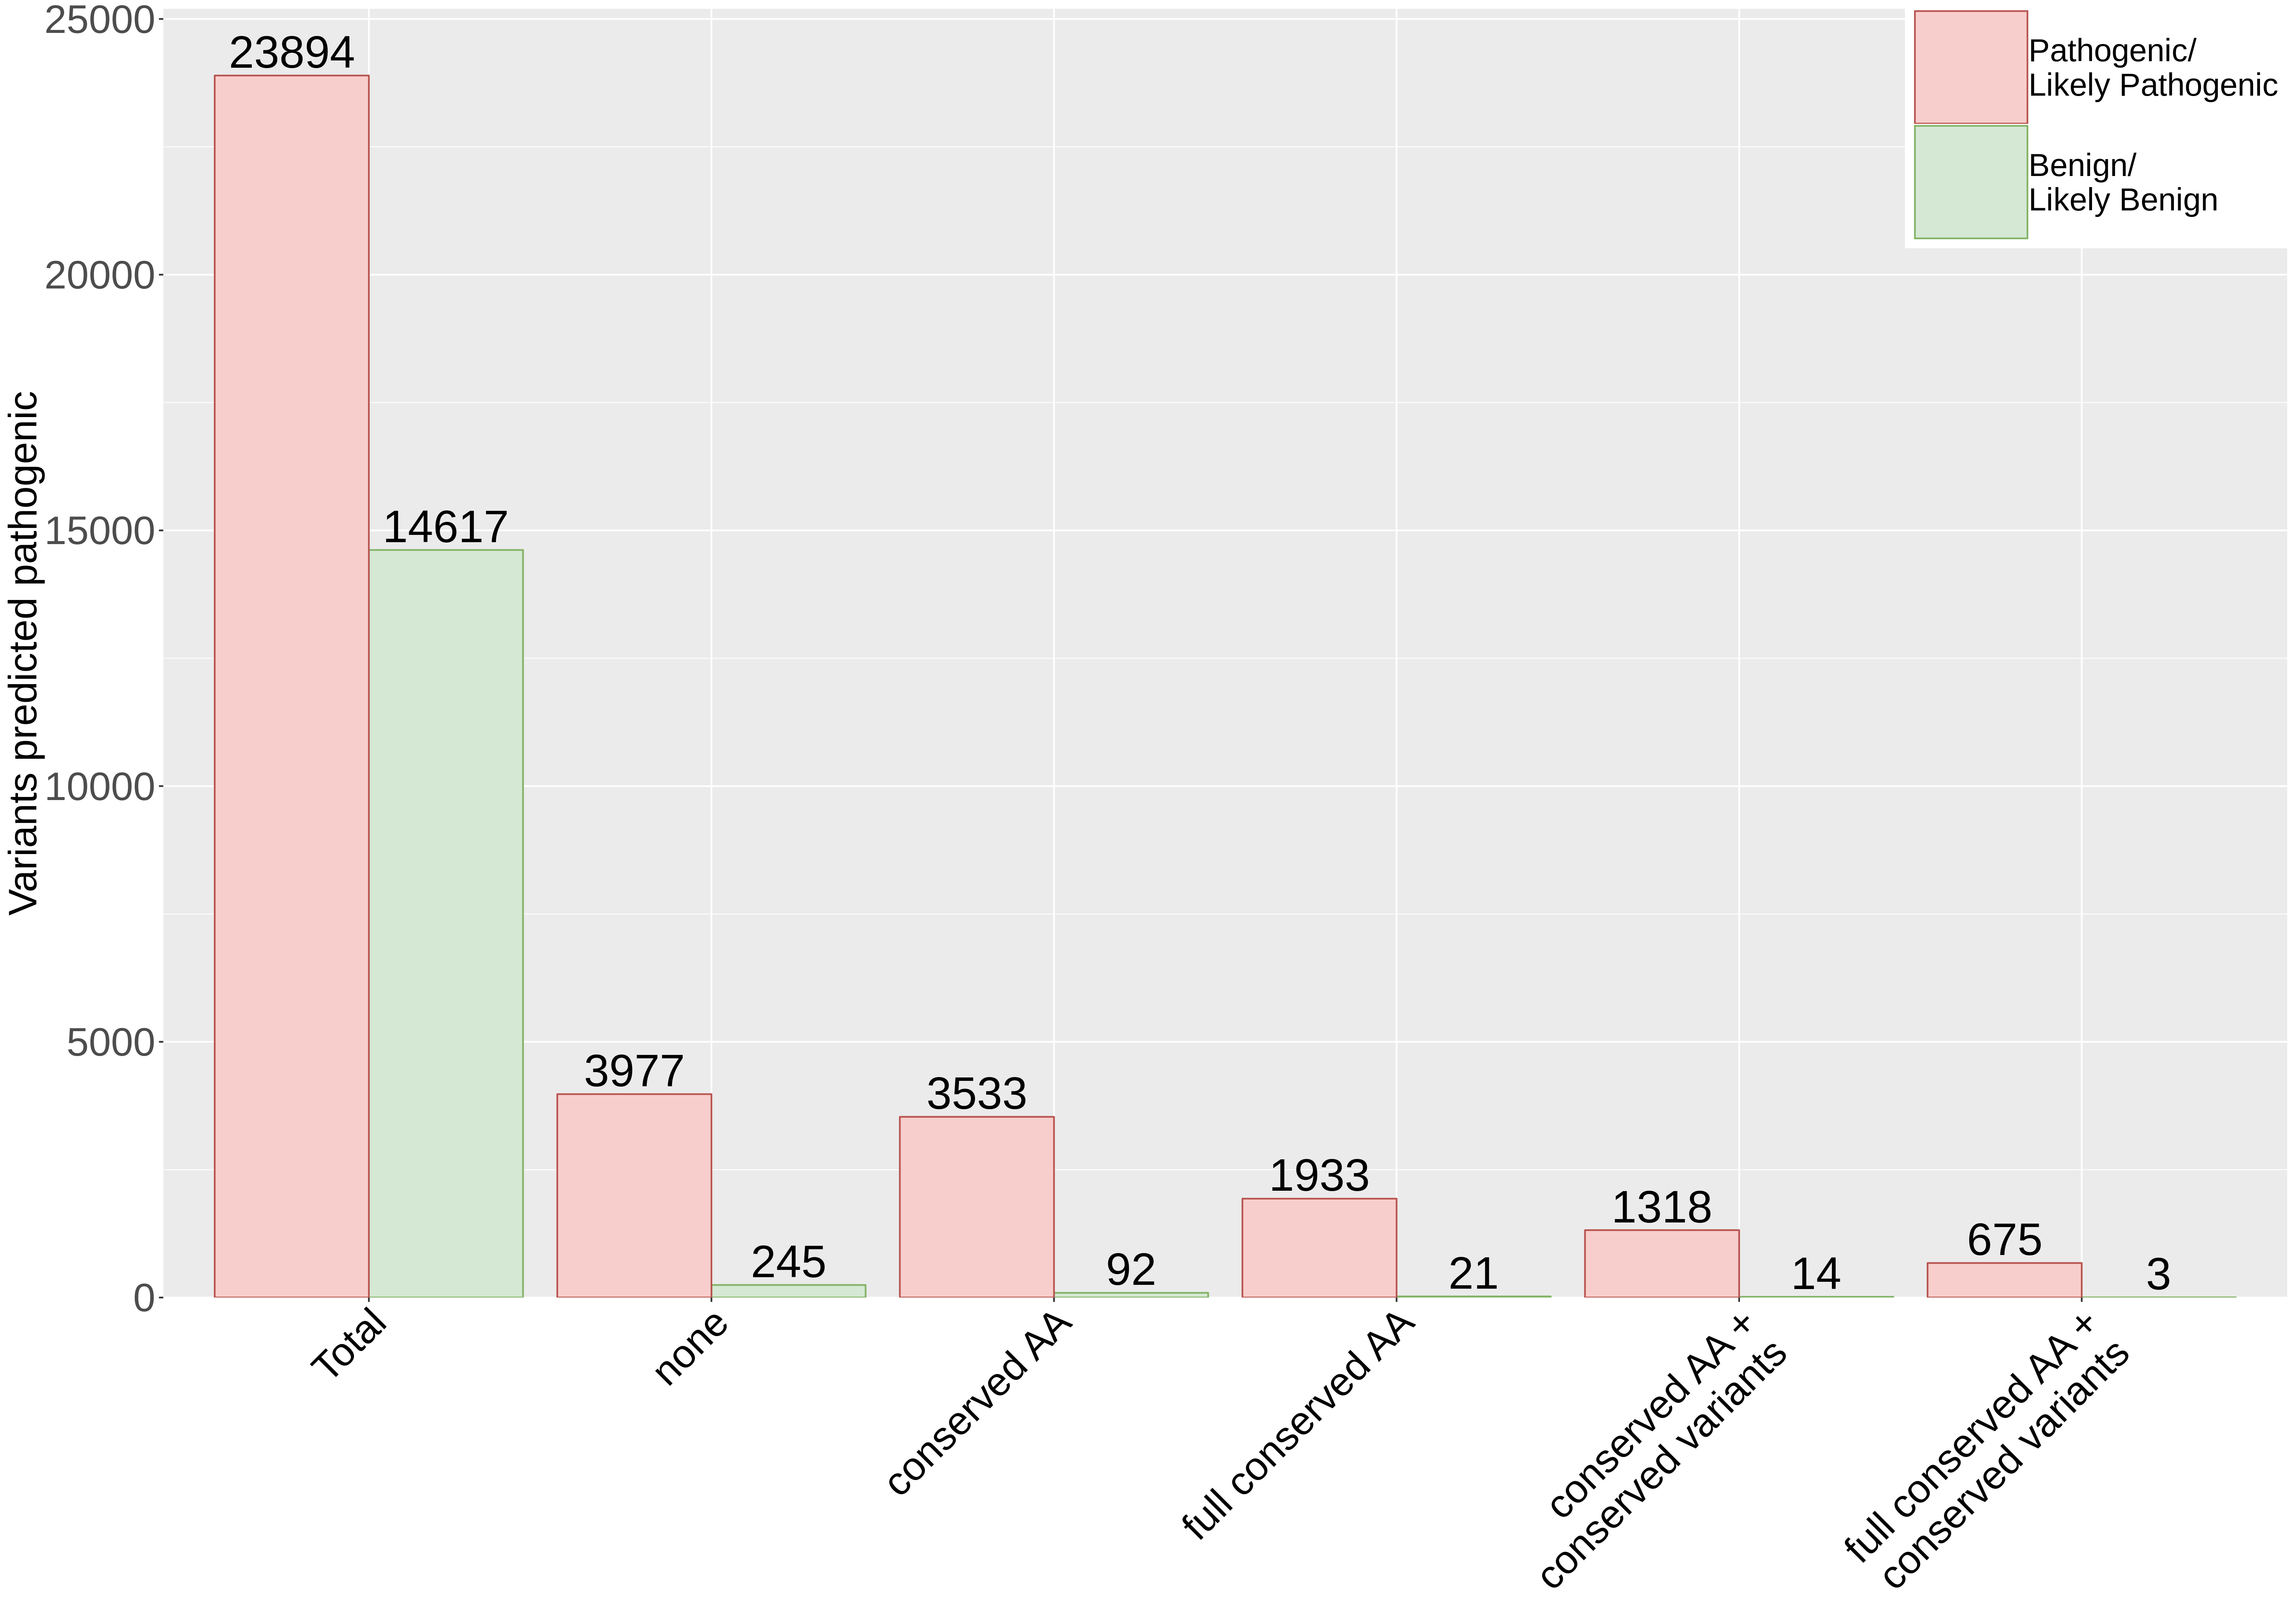 Variants predicted pathogenic
25000
20000
15000
10000
5000
0
23894
14617
3977
245
3533
92
1933
21
1318
14
675
3
Total
none
conserved AA
full conserved AA
conserved AA +
conserved variants
full conserved AA +
conserved variants
Pathogenic/
Likely Pathogenic
Benign/
Likely Benign